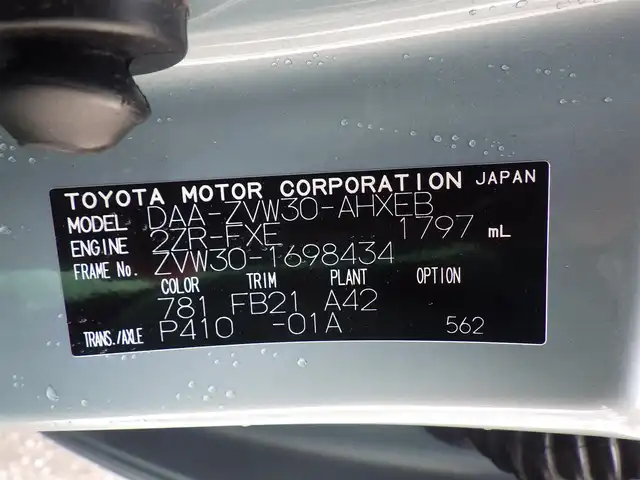 TOYOTA MOTOR CORPORATION JAPAN
MODEL DAA-ZVW30-AHXEB
ENGINE 2ZR-FXE 1797 mL
FRAME No. ZVW30-1698434
COLOR TRIM PLANT OPTION
781 FB21 A42
TRANS./AXLE P410 -01A 562